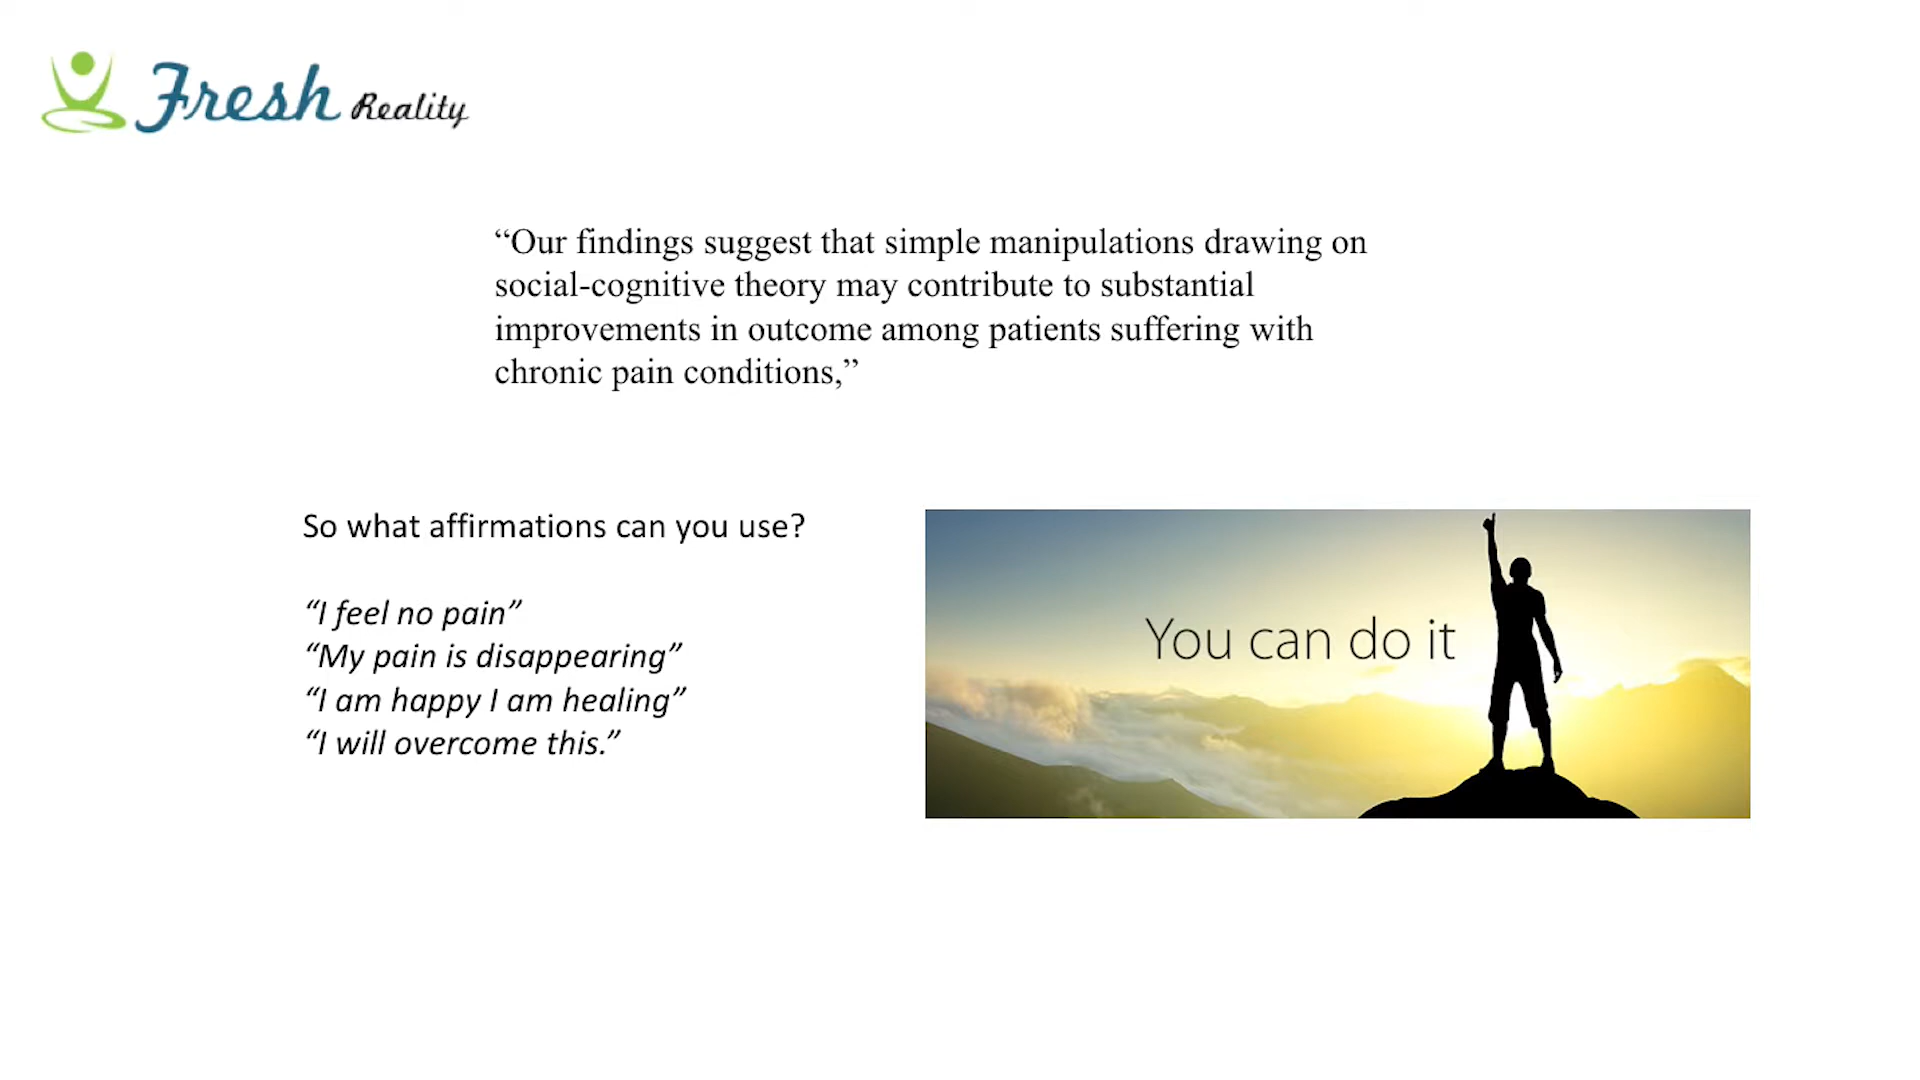 Fresh Reality
“Our findings suggest that simple manipulations drawing on
social-cognitive theory may contribute to substantial
improvements in outcome among patients suffering with
chronic pain conditions,”
So what affirmations can you use?
“I feel no pain”
“My pain is disappearing”
“I am happy I am healing”
“I will overcome this.”
You can do it